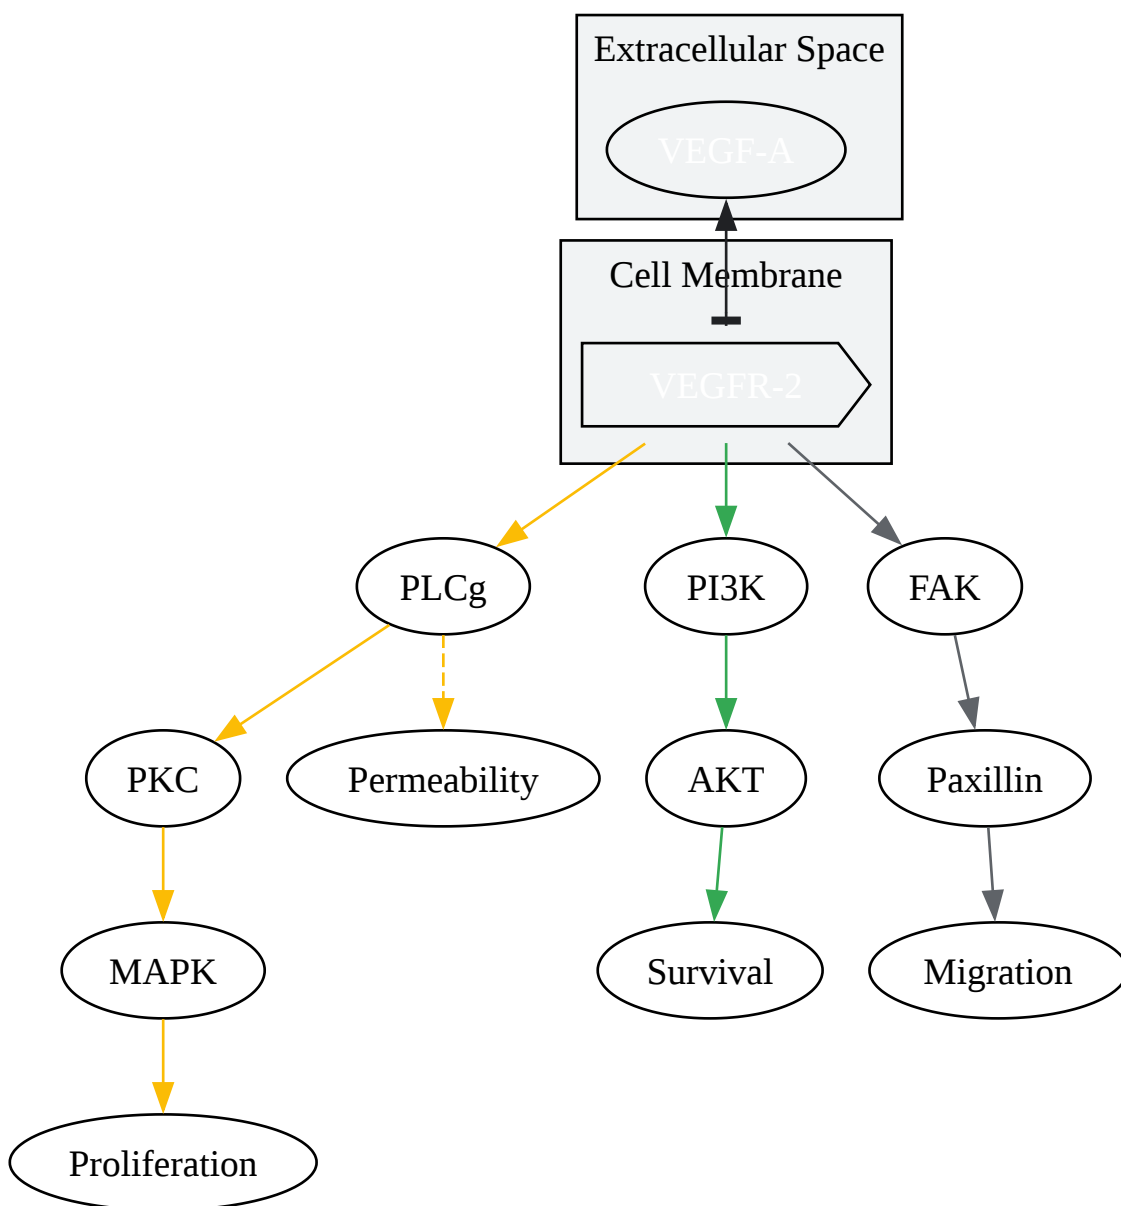 Extracellular Space
VEGF-A
Cell Membrane
VEGFR-2
PLCg
PI3K
FAK
PKC
Permeability
AKT
Paxillin
MAPK
Survival
Migration
Proliferation